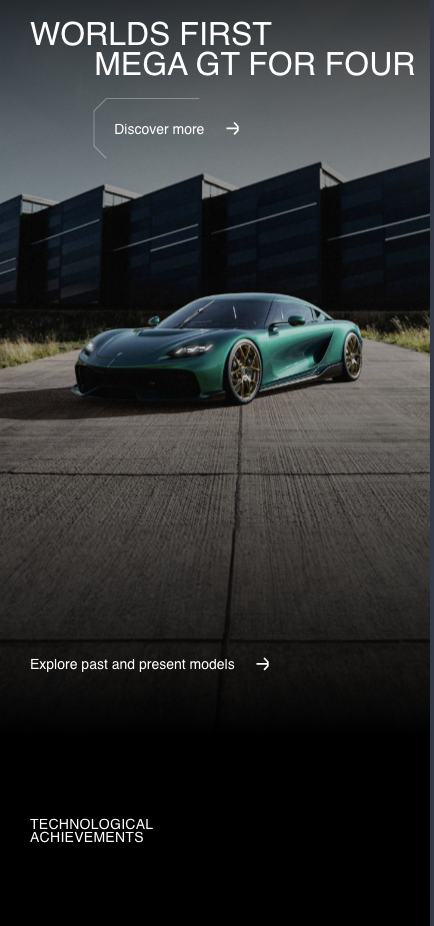 WORLDS FIRST
MEGA GT FOR FOUR
Discover more
Explore past and present models
TECHNOLOGICAL
ACHIEVEMENTS